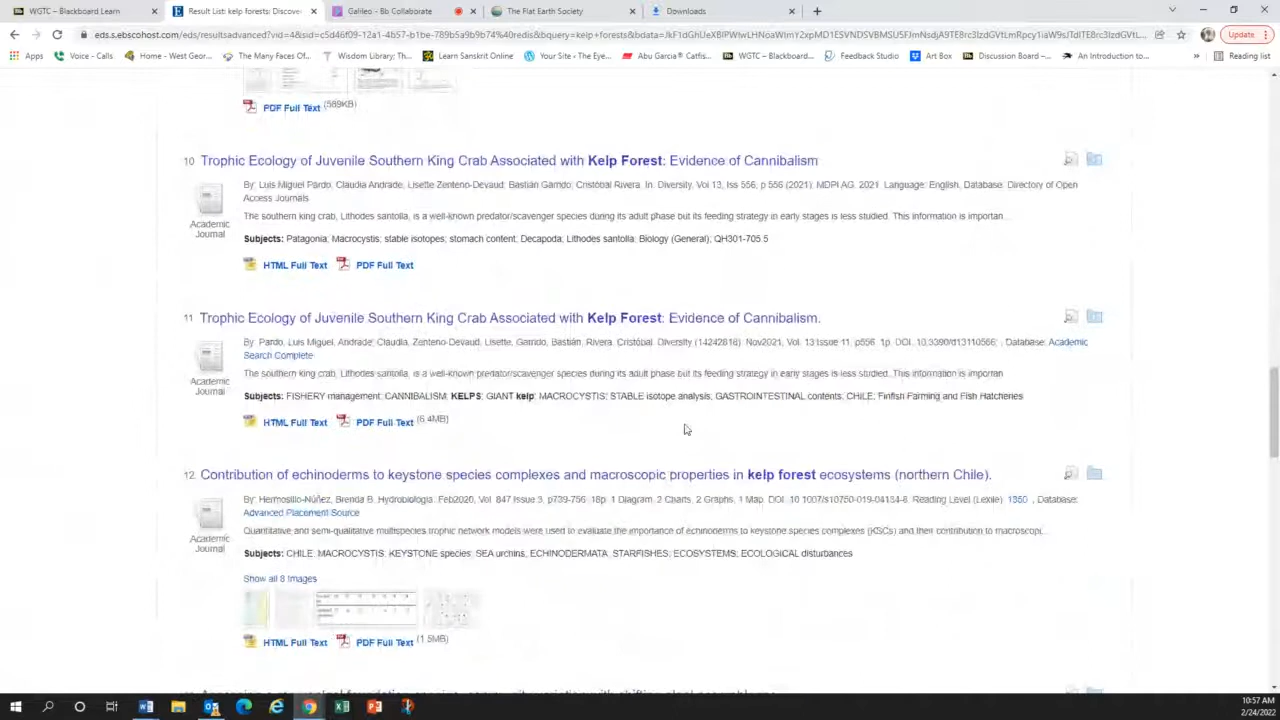 WGTC – Blackboard Learn
Result List: kelp forests: Discove
Galileo - Bb Collaborate
The Flat Earth Society
Downloads
Update
Apps
Voice - Calls
Home - West Geor...
The Many Faces Of...
Wisdom Library; Th...
Learn Sanskrit Online
Your Site ‹ The Eye...
Abu Garcia® Catfis...
WGTC – Blackboard...
Feedback Studio
Art Box
Discussion Board –...
An Introduction to...
»
Reading list
PDF Full Text (589KB)
10 Trophic Ecology of Juvenile Southern King Crab Associated with Kelp Forest: Evidence of Cannibalism
By: Luis Miguel Pardo; Claudia Andrade; Lisette Zenteno-Devaud; Bastián Garrido; Cristóbal Rivera. In: Diversity, Vol 13, Iss 556, p 556 (2021); MDPI AG, 2021. Language: English, Database: Directory of Open
Access Journals
The southern king crab, Lithodes santolla, is a well-known predator/scavenger species during its adult phase but its feeding strategy in early stages is less studied. This information is importan...
Subjects: Patagonia; Macrocystis; stable isotopes; stomach content; Decapoda; Lithodes santolla; Biology (General); QH301-705.5
Academic
Journal
HTML Full Text PDF Full Text
11 Trophic Ecology of Juvenile Southern King Crab Associated with Kelp Forest: Evidence of Cannibalism.
By: Pardo, Luis Miguel; Andrade, Claudia; Zenteno-Devaud, Lisette; Garrido, Bastián; Rivera, Cristóbal. Diversity (14242818). Nov2021, Vol. 13 Issue 11, p556. 1p. DOI: 10.3390/d13110556. , Database: Academic
Search Complete
The southern king crab, Lithodes santolla, is a well-known predator/scavenger species during its adult phase but its feeding strategy in early stages is less studied. This information is importan
Subjects: FISHERY management; CANNIBALISM; KELPS; GIANT kelp; MACROCYSTIS; STABLE isotope analysis; GASTROINTESTINAL contents; CHILE; Finfish Farming and Fish Hatcheries
Academic
Journal
HTML Full Text PDF Full Text (6.4MB)
12 Contribution of echinoderms to keystone species complexes and macroscopic properties in kelp forest ecosystems (northern Chile).
By: Hermosillo-Núñez, Brenda B. Hydrobiologia. Feb2020, Vol. 847 Issue 3, p739-756. 18p. 1 Diagram, 2 Charts, 2 Graphs, 1 Map. DOI: 10.1007/s10750-019-04134-8. Reading Level (Lexile): 1350. , Database:
Advanced Placement Source
Quantitative and semi-qualitative multispecies trophic network models were used to evaluate the importance of echinoderms to keystone species complexes (KSCs) and their contribution to macroscopi...
Subjects: CHILE; MACROCYSTIS; KEYSTONE species; SEA urchins; ECHINODERMATA; STARFISHES; ECOSYSTEMS; ECOLOGICAL disturbances
Academic
Journal
Show all 8 Images
HTML Full Text PDF Full Text (1.5MB)
10:57 AM
2/24/2022